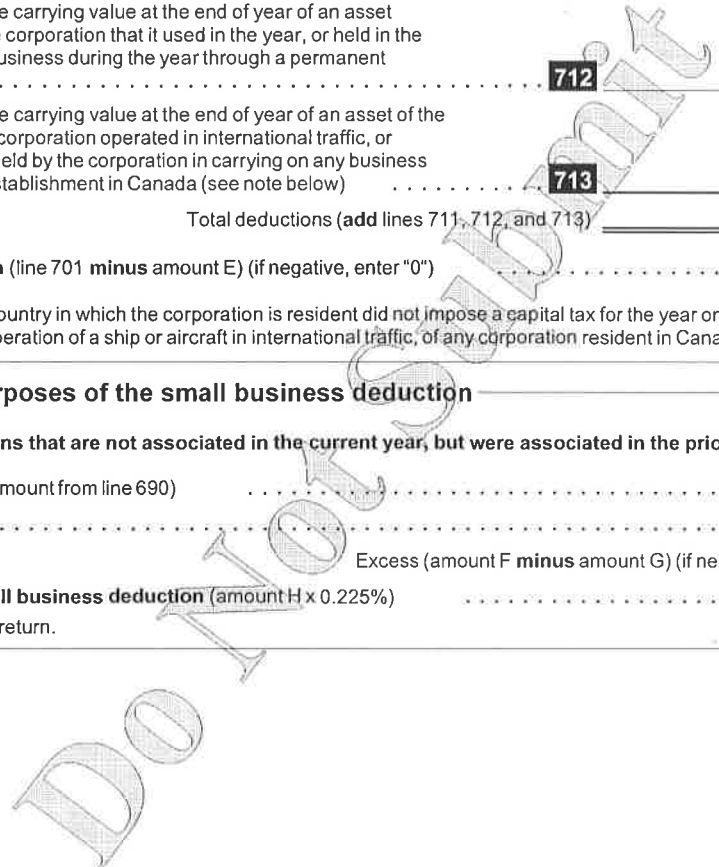 e carrying value at the end of year of an asset
e corporation that it used in the year, or held in the
usiness during the year through a permanent
. . . . . . . . . . . . . . . . . . . . . . . . . . . . . . . . . . . . . . 712
e carrying value at the end of year of an asset of the
corporation operated in international traffic, or
eld by the corporation in carrying on any business
stablishment in Canada (see note below) . . . . . . . . . . . . 713
Total deductions (add lines 711, 712, and 713)
n (line 701 minus amount E) (if negative, enter "0") . . . . . . . . . . . . . . . . . .
ountry in which the corporation is resident did not impose a capital tax for the year or
peration of a ship or aircraft in international traffic, of any corporation resident in Cana
rposes of the small business deduction
ns that are not associated in the current year, but were associated in the pric
mount from line 690) . . . . . . . . . . . . . . . . . . . . . . . . . . . . . . . . . .
. . . . . . . . . . . . . . . . . . . . . . . . . . . . . . . . . . . . . . . . . . . . . . . . . .
Excess (amount F minus amount G) (if ne
ll business deduction (amount H x 0.225%) . . . . . . . . . . . . . . . . . . .
return.
Do Not Submit